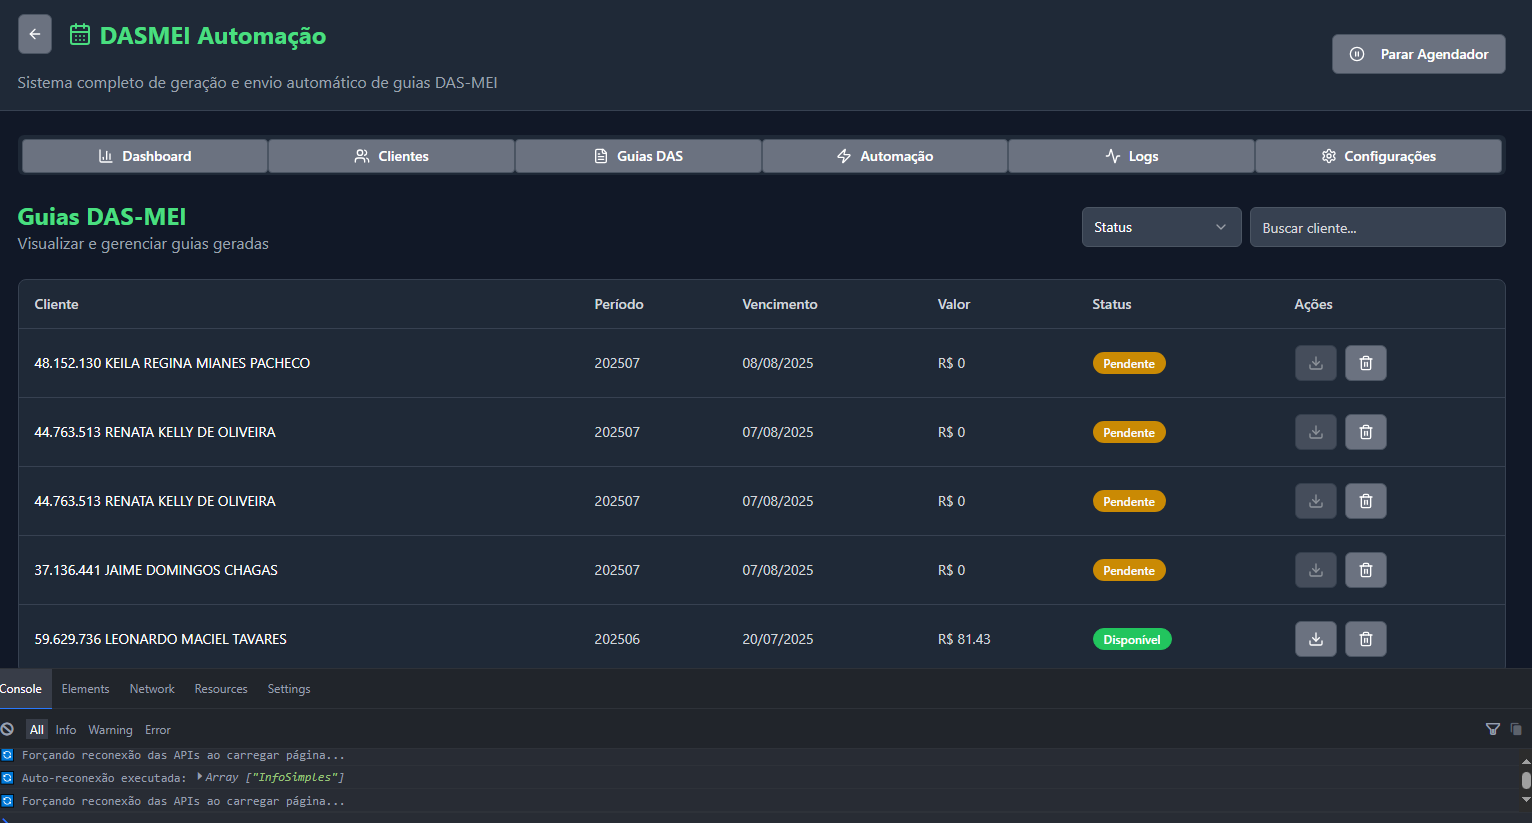 DASMEI Automação
Parar Agendador
Sistema completo de geração e envio automático de guias DAS-MEI
Dashboard Clientes Guias DAS Automação Logs Configurações
Guias DAS-MEI
Visualizar e gerenciar guias geradas
Status Buscar cliente...
Cliente Período Vencimento Valor Status Ações
48.152.130 KEILA REGINA MIANES PACHECO 202507 08/08/2025 R$ 0 Pendente
44.763.513 RENATA KELLY DE OLIVEIRA 202507 07/08/2025 R$ 0 Pendente
44.763.513 RENATA KELLY DE OLIVEIRA 202507 07/08/2025 R$ 0 Pendente
37.136.441 JAIME DOMINGOS CHAGAS 202507 07/08/2025 R$ 0 Pendente
59.629.736 LEONARDO MACIEL TAVARES 202506 20/07/2025 R$ 81.43 Disponível
Console Elements Network Resources Settings
All Info Warning Error
Forçando reconexão das APIs ao carregar página...
Auto-reconexão executada: Array ["InfoSimples"]
Forçando reconexão das APIs ao carregar página...